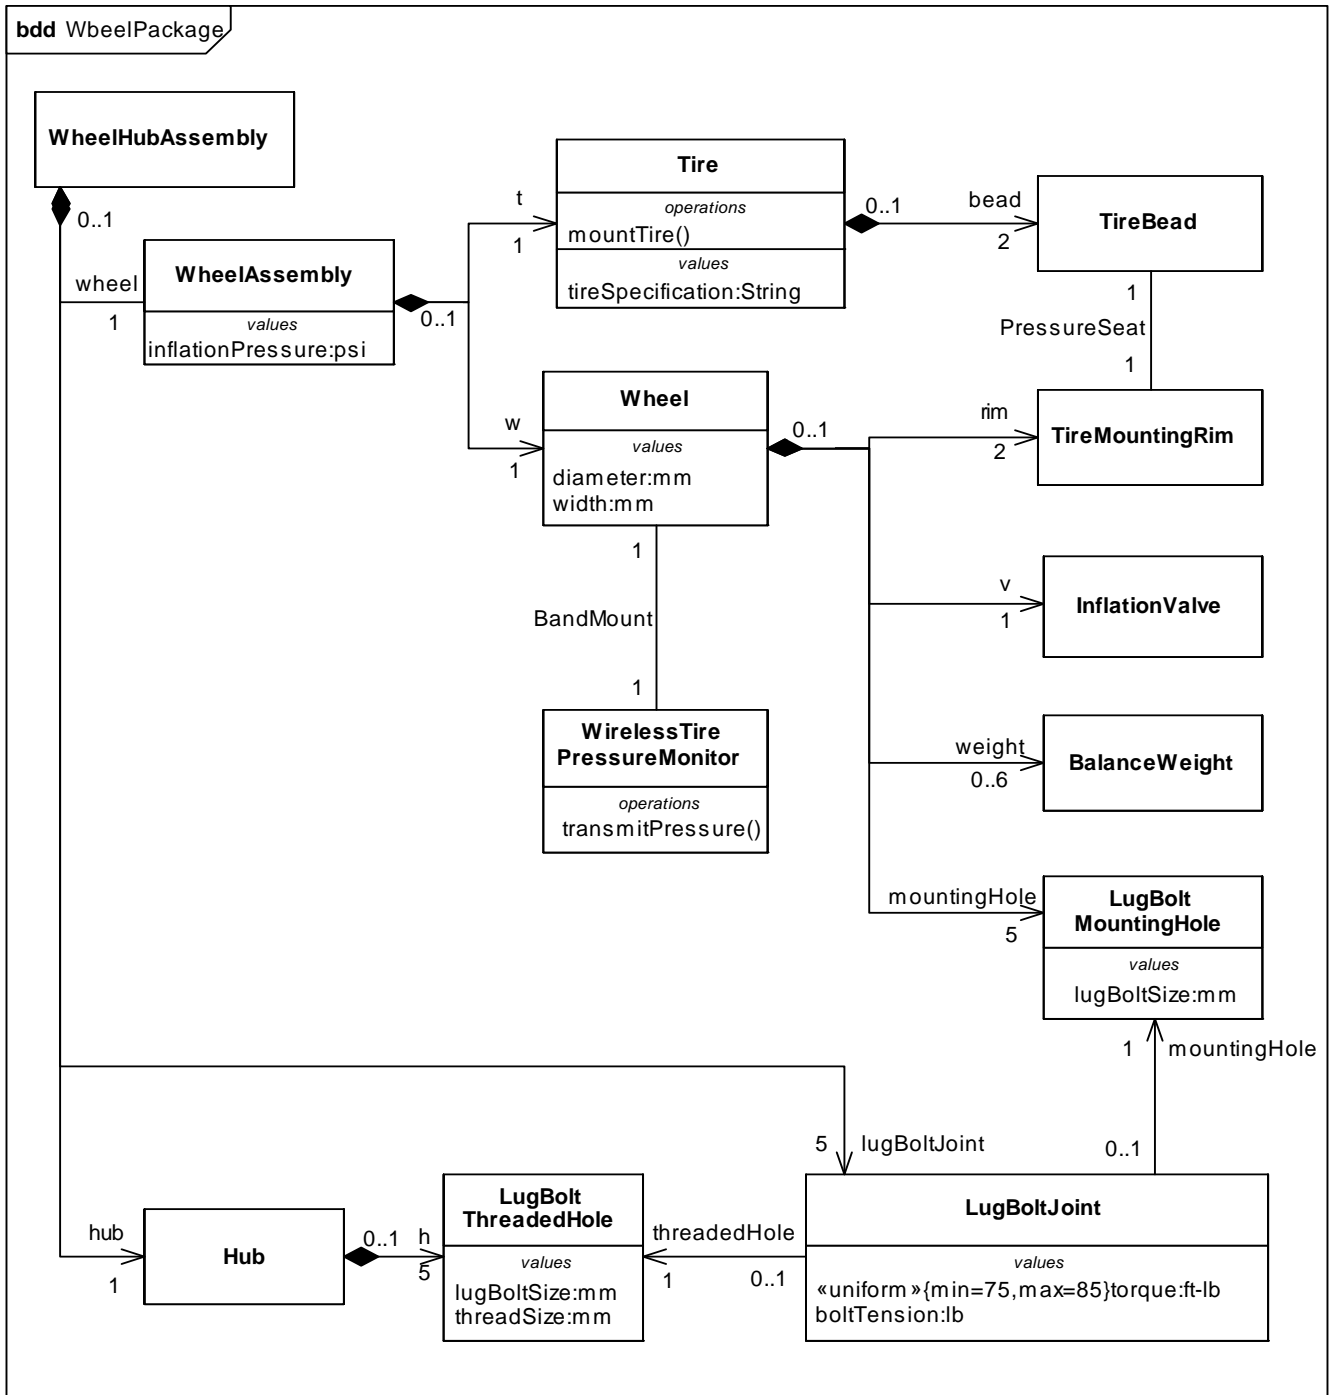 bdd WbeelPackage
WheelHubAssembly
0..1
wheel
1
WheelAssembly
values
inflationPressure:psi
0..1
t
1
Tire
operations
mountTire()
values
tireSpecification:String
0..1
bead
2
TireBead
1
PressureSeat
1
w
1
Wheel
values
diameter:mm
width:mm
0..1
rim
2
TireMountingRim
1
BandMount
1
v
1
InflationValve
WirelessTire
PressureMonitor
operations
transmitPressure()
weight
0..6
BalanceWeight
mountingHole
5
LugBolt
MountingHole
values
lugBoltSize:mm
1
mountingHole
0..1
5
lugBoltJoint
hub
1
Hub
0..1
h
5
LugBolt
ThreadedHole
values
lugBoltSize:mm
threadSize:mm
threadedHole
1
0..1
LugBoltJoint
values
«uniform»{min=75,max=85}torque:ft-lb
boltTension:lb